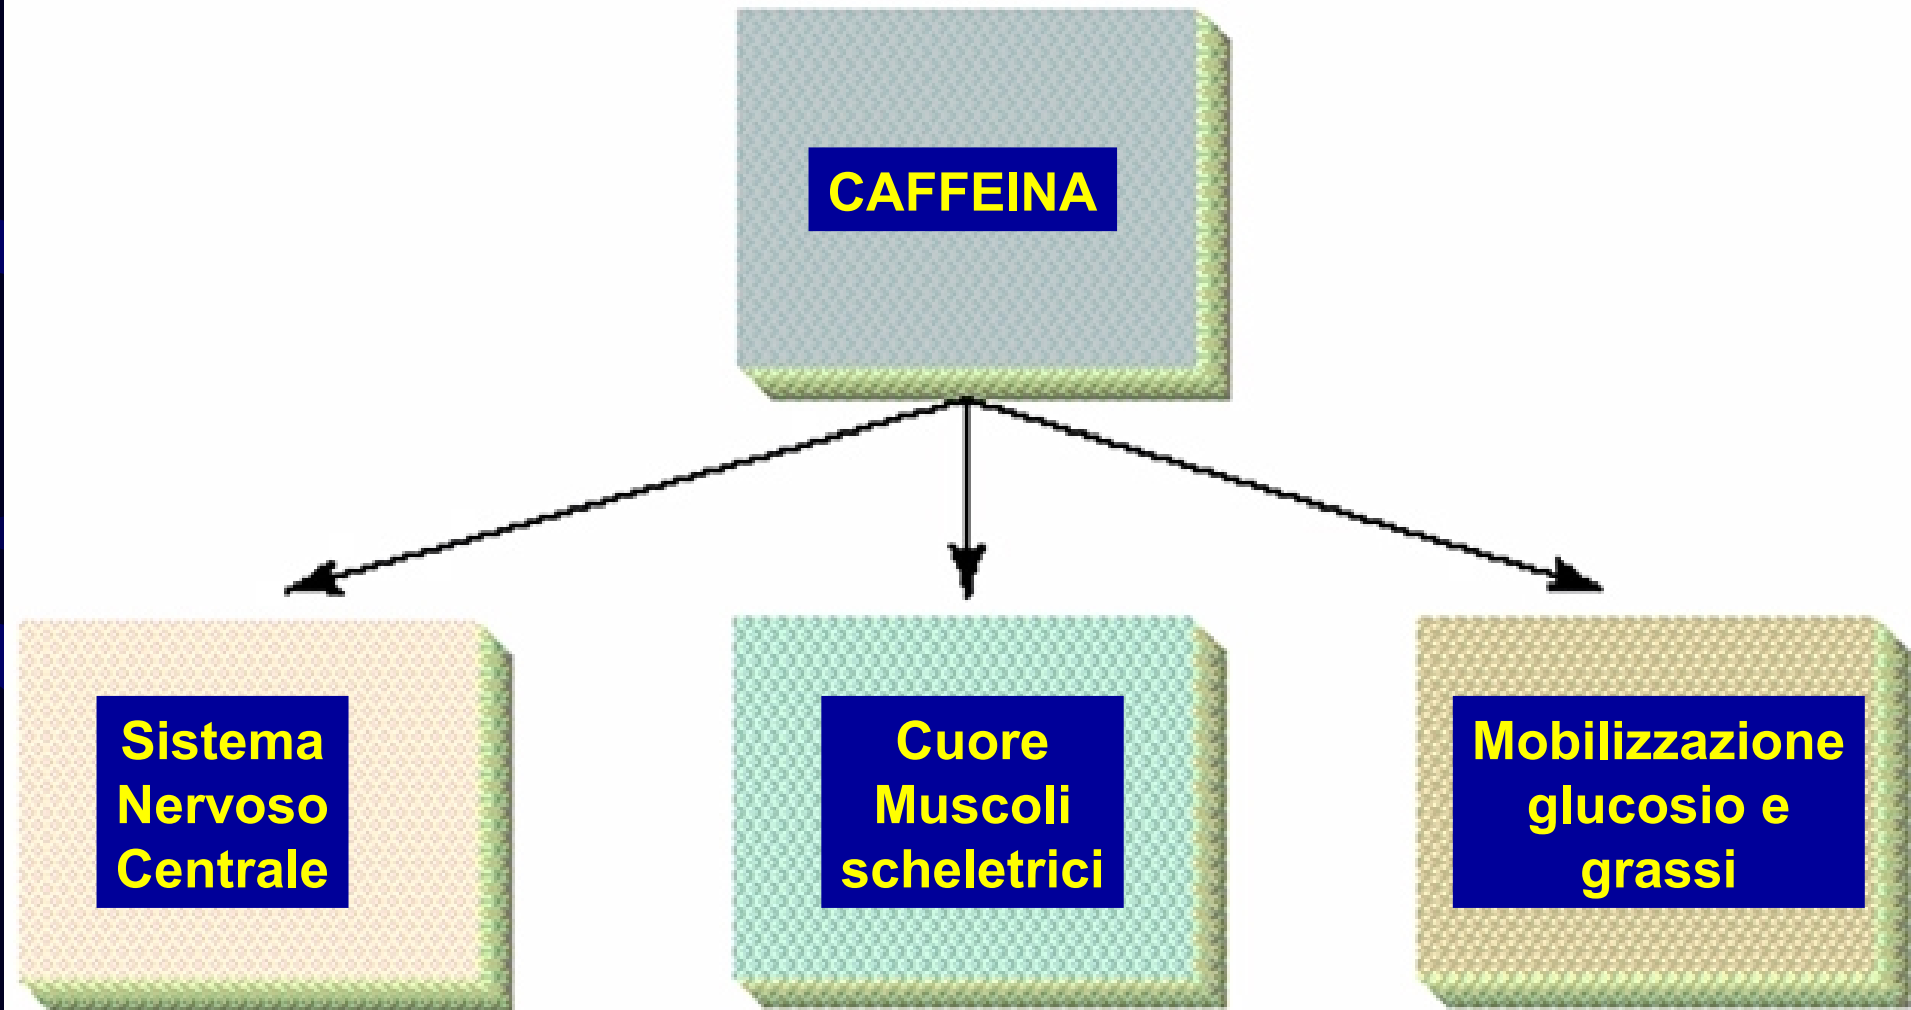 CAFFEINA
Sistema
Nervoso
Centrale
Cuore
Muscoli
scheletrici
Mobilizzazione
glucosio e
grassi